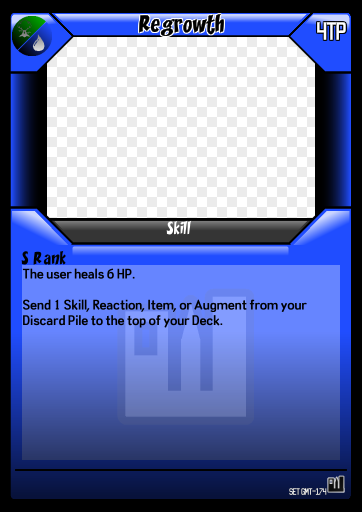 Regrowth
4TP
Skill
S Rank
The user heals 6 HP.
Send 1 Skill, Reaction, Item, or Augment from your
Discard Pile to the top of your Deck.
SET GMT-174